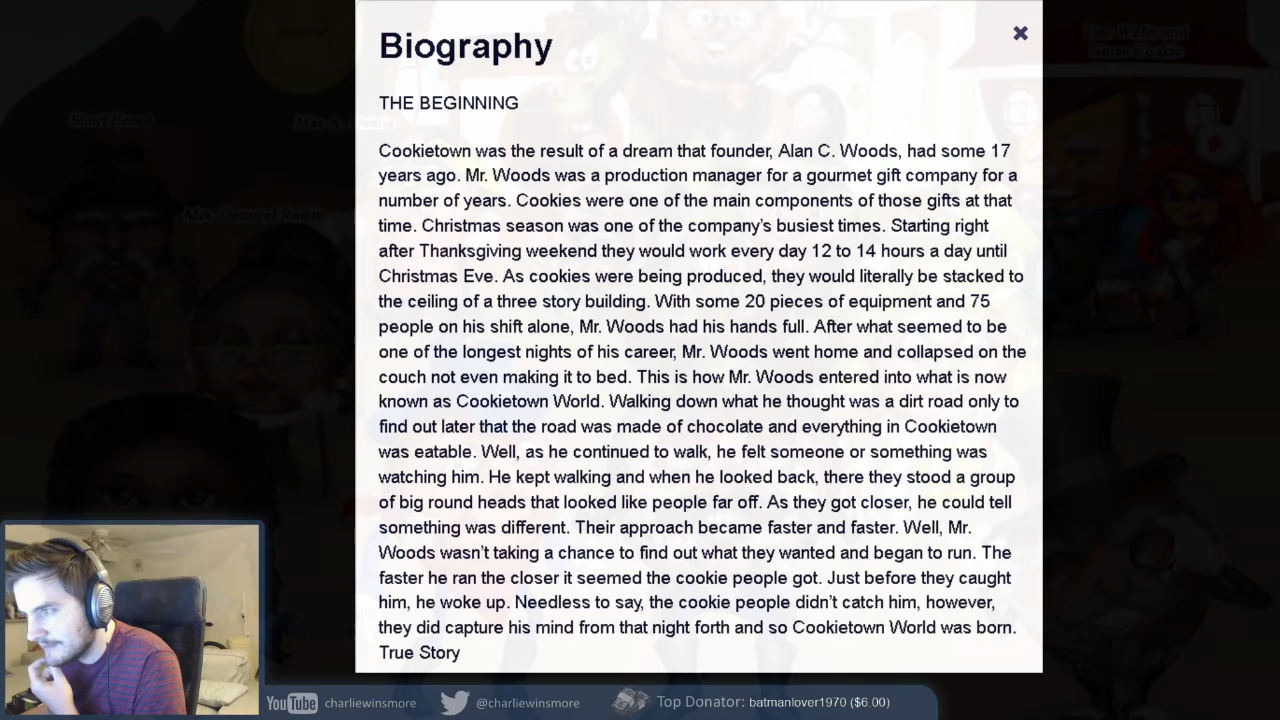 Biography
Doc Wafer and
Nurse Cookie
THE BEGINNING
Short Bread
Mrs. Oatmeal Raisin
Cookietown was the result of a dream that founder, Alan C. Woods, had some 17
years ago. Mr. Woods was a production manager for a gourmet gift company for a
number of years. Cookies were one of the main components of those gifts at that
time. Christmas season was one of the company's busiest times. Starting right
after Thanksgiving weekend they would work every day 12 to 14 hours a day until
Christmas Eve. As cookies were being produced, they would literally be stacked to
the ceiling of a three story building. With some 20 pieces of equipment and 75
people on his shift alone, Mr. Woods had his hands full. After what seemed to be
one of the longest nights of his career, Mr. Woods went home and collapsed on the
couch not even making it to bed. This is how Mr. Woods entered into what is now
known as Cookietown World. Walking down what he thought was a dirt road only to
find out later that the road was made of chocolate and everything in Cookietown
was eatable. Well, as he continued to walk, he felt someone or something was
watching him. He kept walking and when he looked back, there they stood a group
of big round heads that looked like people far off. As they got closer, he could tell
something was different. Their approach became faster and faster. Well, Mr.
Woods wasn't taking a chance to find out what they wanted and began to run. The
faster he ran the closer it seemed the cookie people got. Just before they caught
him, he woke up. Needless to say, the cookie people didn't catch him, however,
they did capture his mind from that night forth and so Cookietown World was born.
True Story
YouTube charliewinsmore @charliewinsmore Top Donator: batmanlover1970 ($6.00)